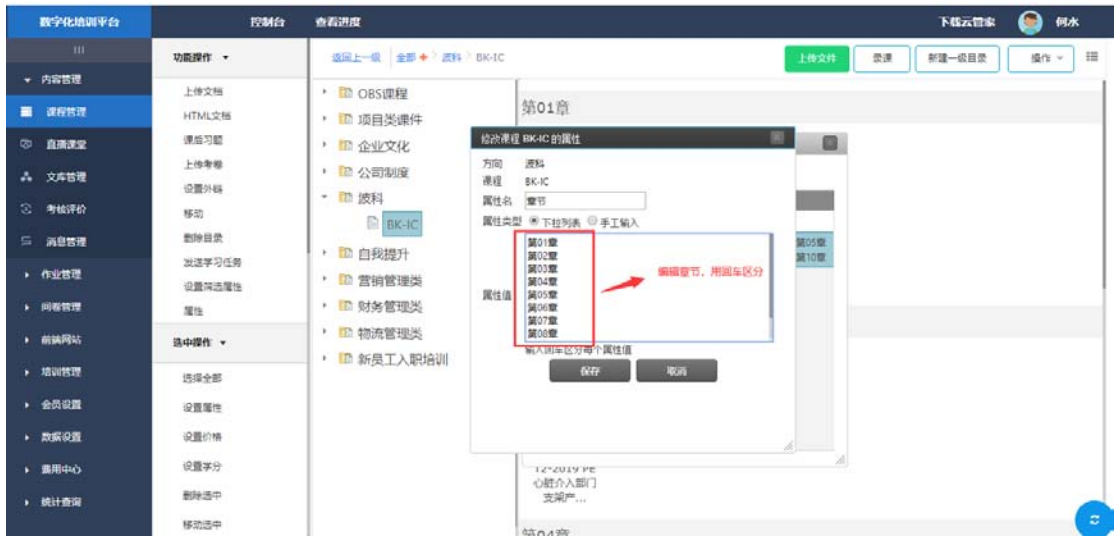 数字化培训平台
控制台
查看进度
下载云管家
何永
内容管理
课程管理
直播课堂
文库管理
考核评价
消息管理
作业管理
问卷管理
前端网站
培训管理
会员设置
数据设置
费用中心
统计查询
功能操作
上传文档
HTML文档
课后习题
上传考卷
设置外链
移动
删除目录
发送学习任务
设置筛选属性
属性
选中操作
选择全部
设置属性
设置价格
设置学分
删除选中
移动选中
返回上一级 全部 波科 BK-IC
上传文件
录课
新建一级目录
操作
OBS课程
项目类课件
企业文化
公司制度
波科
BK-IC
自我提升
营销管理类
财务管理类
物流管理类
新员工入职培训
第01章
修改课程 BK-IC 的属性
方向 波科
课程 BK-IC
属性名 章节
属性类型 下拉列表 手工输入
属性值
第01章
第02章
第03章
第04章
第05章
第06章
第07章
第08章
编辑章节，用回车区分
输入回车区分每个属性值
保存
取消
第05章
第10章
12-2019 PE
心脏介入部门
支架产...
第04章